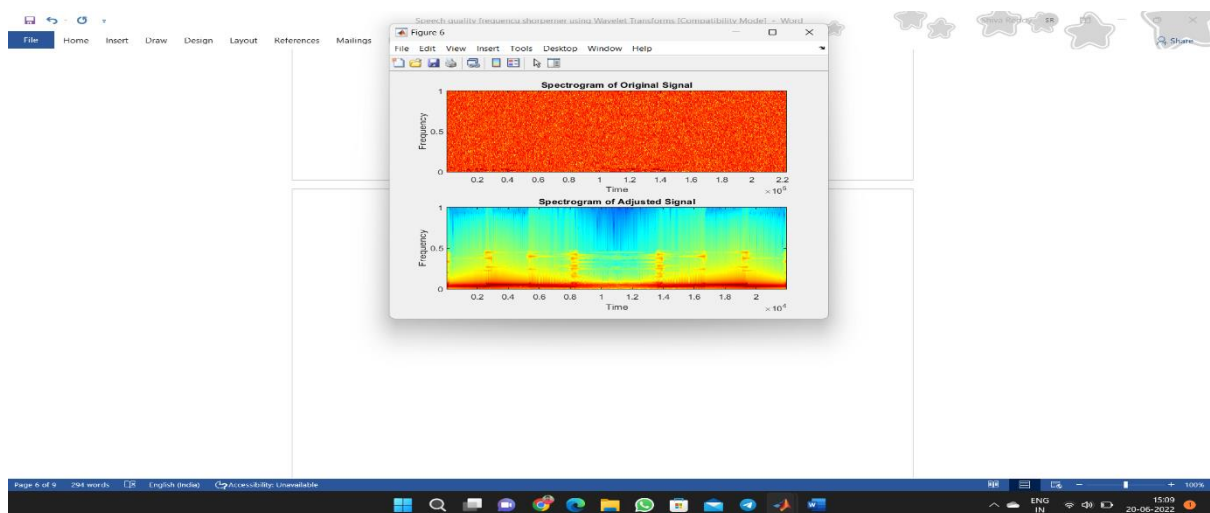 Speech quality frequency shorpemer using Wavelet Transforms [Compatibility Mode] - Word
SR
File Home Insert Draw Design Layout References Mailings
Share
Figure 6
File Edit View Insert Tools Desktop Window Help
Spectrogram of Original Signal
1
0.5
0
Frequency
0.2 0.4 0.6 0.8 1 1.2 1.4 1.6 1.8 2 2.2
Time
× 10⁵
Spectrogram of Adjusted Signal
1
0.5
0
Frequency
0.2 0.4 0.6 0.8 1 1.2 1.4 1.6 1.8 2
Time
× 10⁴
Page 6 of 9 294 words English (India) Accessibility: Unavailable
100%
ENG
IN
15:09
20-06-2022